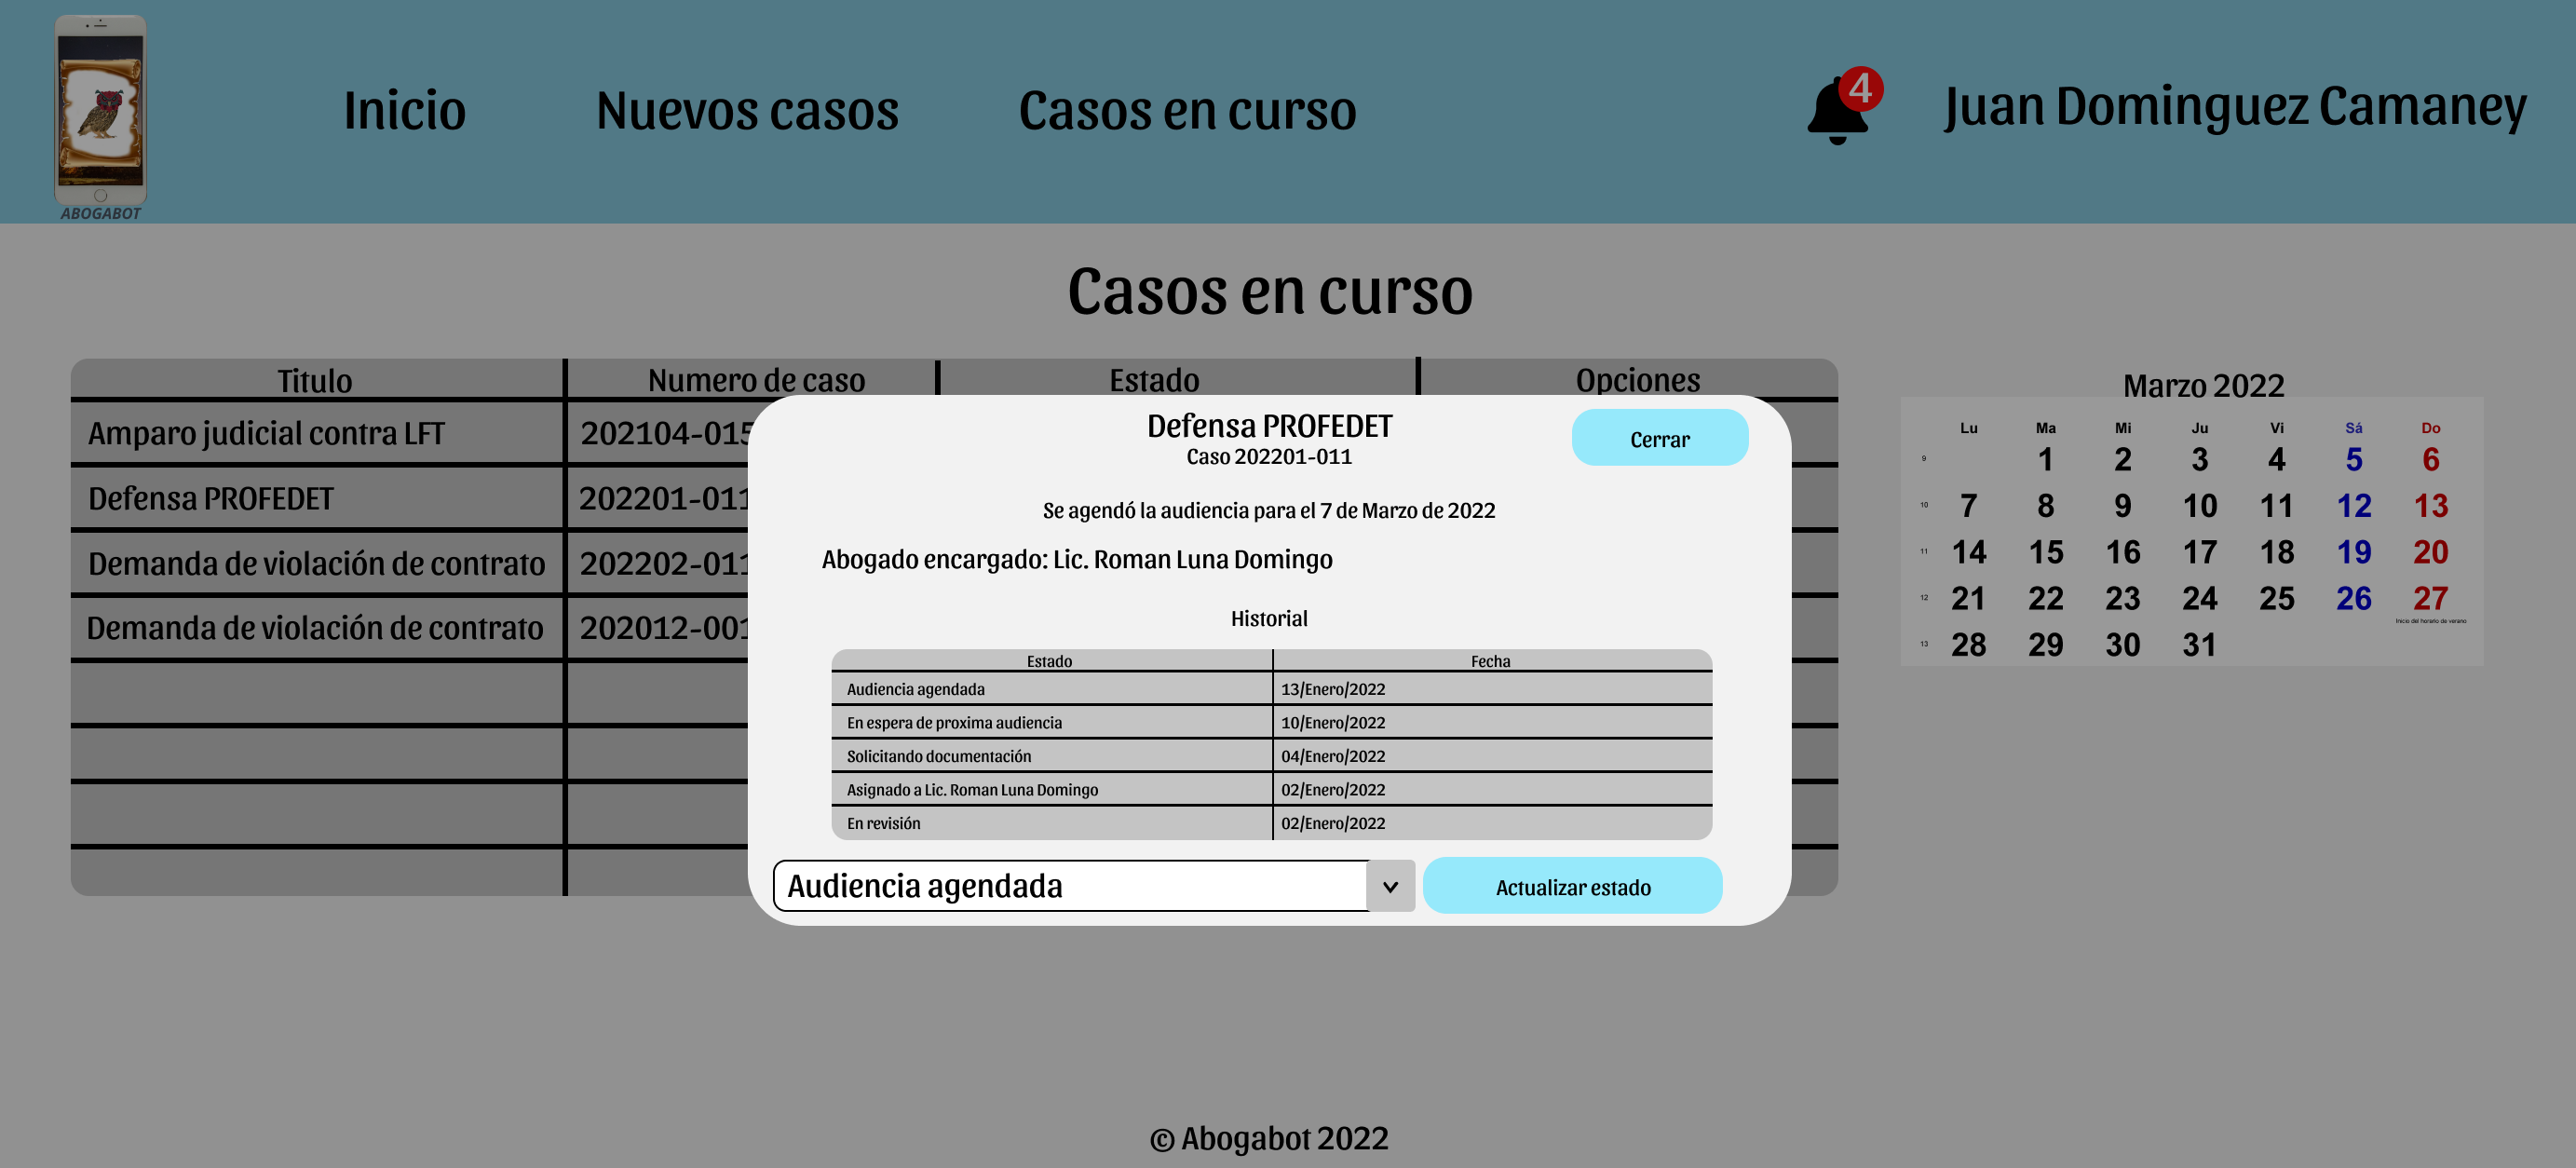 ABOGABOT
Inicio
Nuevos casos
Casos en curso
4
Juan Dominguez Camaney
Casos en curso
Titulo
Numero de caso
Estado
Opciones
Amparo judicial contra LFT
202104-015
Defensa PROFEDET
202201-011
Demanda de violación de contrato
202202-011
Demanda de violación de contrato
202012-001
Defensa PROFEDET
Caso 202201-011
Cerrar
Se agendó la audiencia para el 7 de Marzo de 2022
Abogado encargado: Lic. Roman Luna Domingo
Historial
Estado Fecha
Audiencia agendada 13/Enero/2022
En espera de proxima audiencia 10/Enero/2022
Solicitando documentación 04/Enero/2022
Asignado a Lic. Roman Luna Domingo 02/Enero/2022
En revisión 02/Enero/2022
Audiencia agendada
Actualizar estado
Marzo 2022
Lu Ma Mi Ju Vi Sá Do
9 1 2 3 4 5 6
10 7 8 9 10 11 12 13
11 14 15 16 17 18 19 20
12 21 22 23 24 25 26 27
Inicio del horario de verano
13 28 29 30 31
© Abogabot 2022